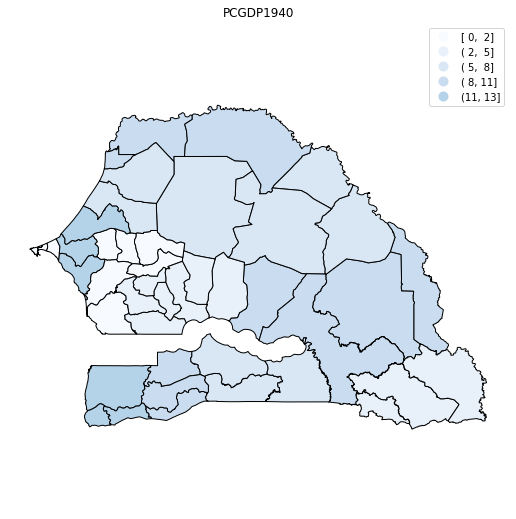 PCGDP1940
[ 0,  2]
( 2,  5]
( 5,  8]
( 8, 11]
(11, 13]